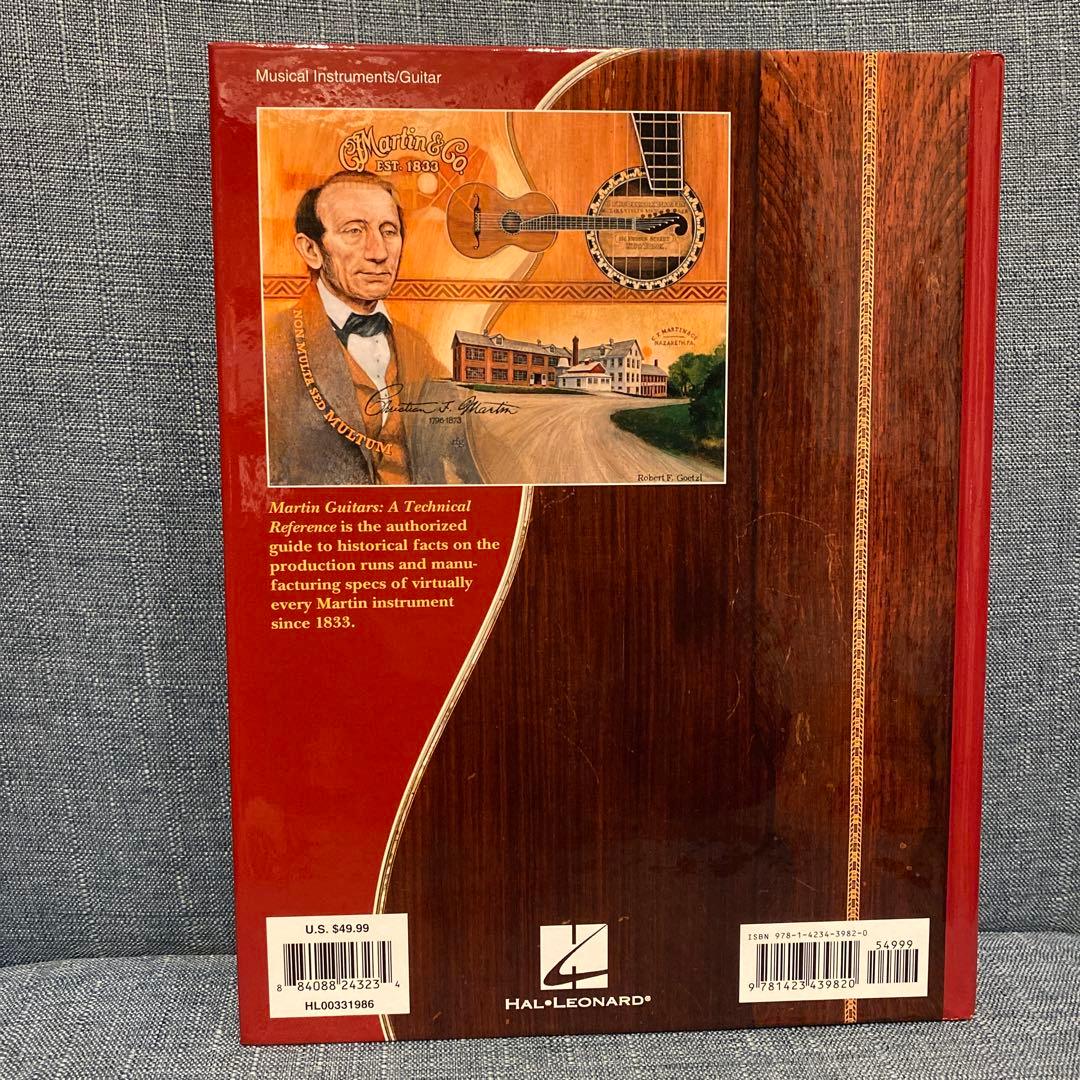 Musical Instruments/Guitar
CF Martin & Co.
EST. 1833
NON MULTA SED MULTUM
Christian F. Martin
1796-1873
C.F. MARTIN & CO.
NAZARETH, PA.
Robert F. Goetzl
Martin Guitars: A Technical
Reference is the authorized
guide to historical facts on the
production runs and manu-
facturing specs of virtually
every Martin instrument
since 1833.
U.S. $49.99
8 84088 24323 4
HL00331986
HAL•LEONARD®
ISBN 978-1-4234-3982-0
54999
9 781423 439820